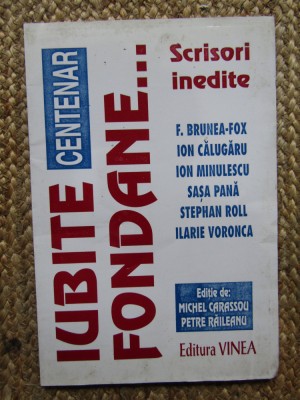 IUBITE
FONDANE...
CENTENAR
Scrisori
inedite
F. BRUNEA-FOX
ION CĂLUGĂRU
ION MINULESCU
SAŞA PANĂ
STEPHAN ROLL
ILARIE VORONCA
Ediţie de:
MICHEL CARASSOU
PETRE RĂILEANU
Editura VINEA